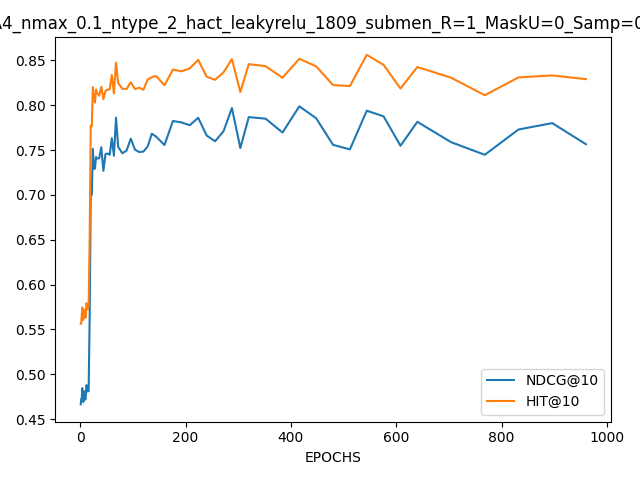 A4_nmax_0.1_ntype_2_hact_leakyrelu_1809_submen_R=1_MaskU=0_Samp=0
0.85
0.80
0.75
0.70
0.65
0.60
0.55
0.50
0.45
NDCG@10
HIT@10
0 200 400 600 800 1000
EPOCHS